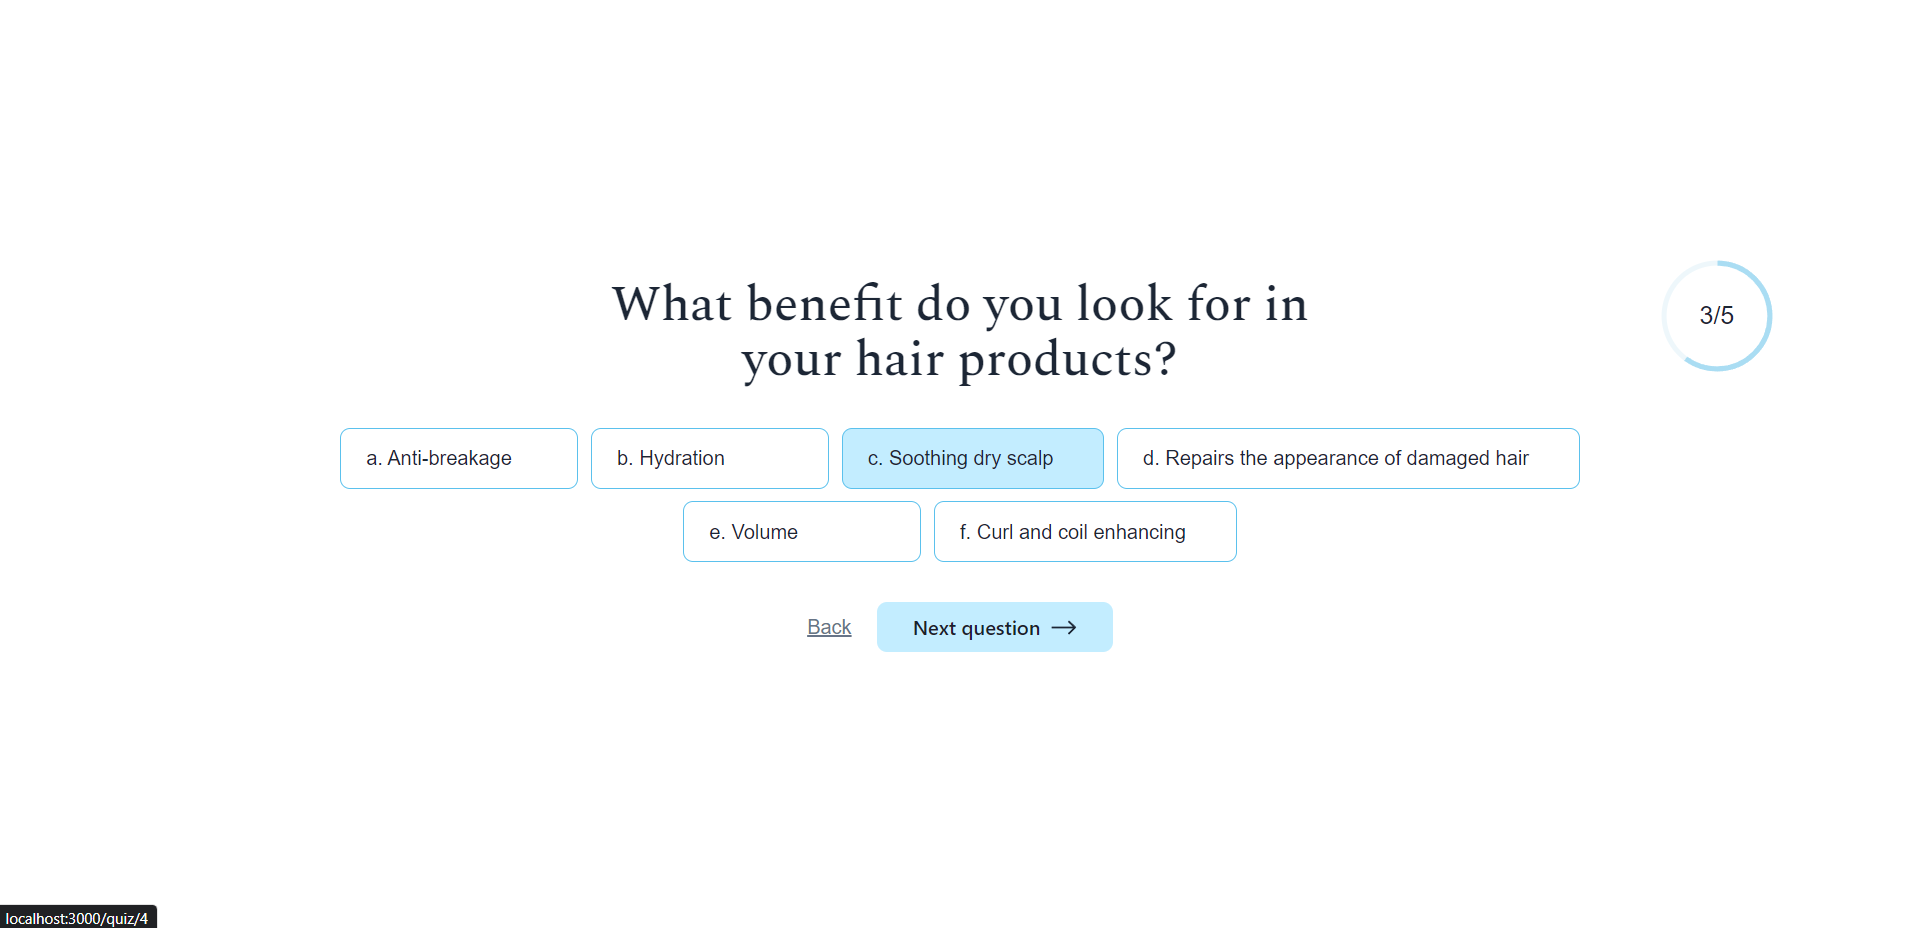 What benefit do you look for in
your hair products?
3/5
a. Anti-breakage
b. Hydration
c. Soothing dry scalp
d. Repairs the appearance of damaged hair
e. Volume
f. Curl and coil enhancing
Back
Next question →
localhost:3000/quiz/4